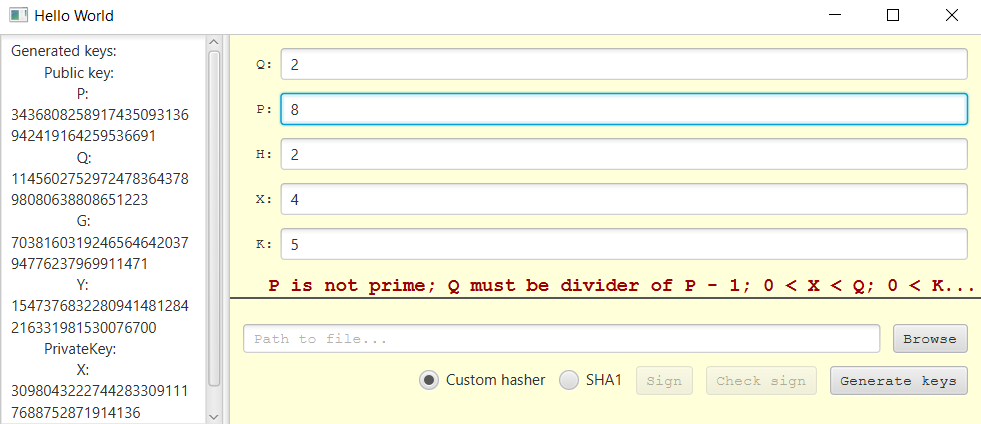 Hello World
Generated keys:
Public key:
P:
3436808258917435093136
942419164259536691
Q:
1145602752972478364378
98080638808651223
G:
7038160319246564642037
94776237969911471
Y:
1547376832280941481284
216331981530076700
PrivateKey:
X:
3098043222744283309111
7688752871914136
Q: 2
P: 8
H: 2
X: 4
K: 5
P is not prime; Q must be divider of P - 1; 0 < X < Q; 0 < K...
Path to file... Browse
Custom hasher SHA1 Sign Check sign Generate keys